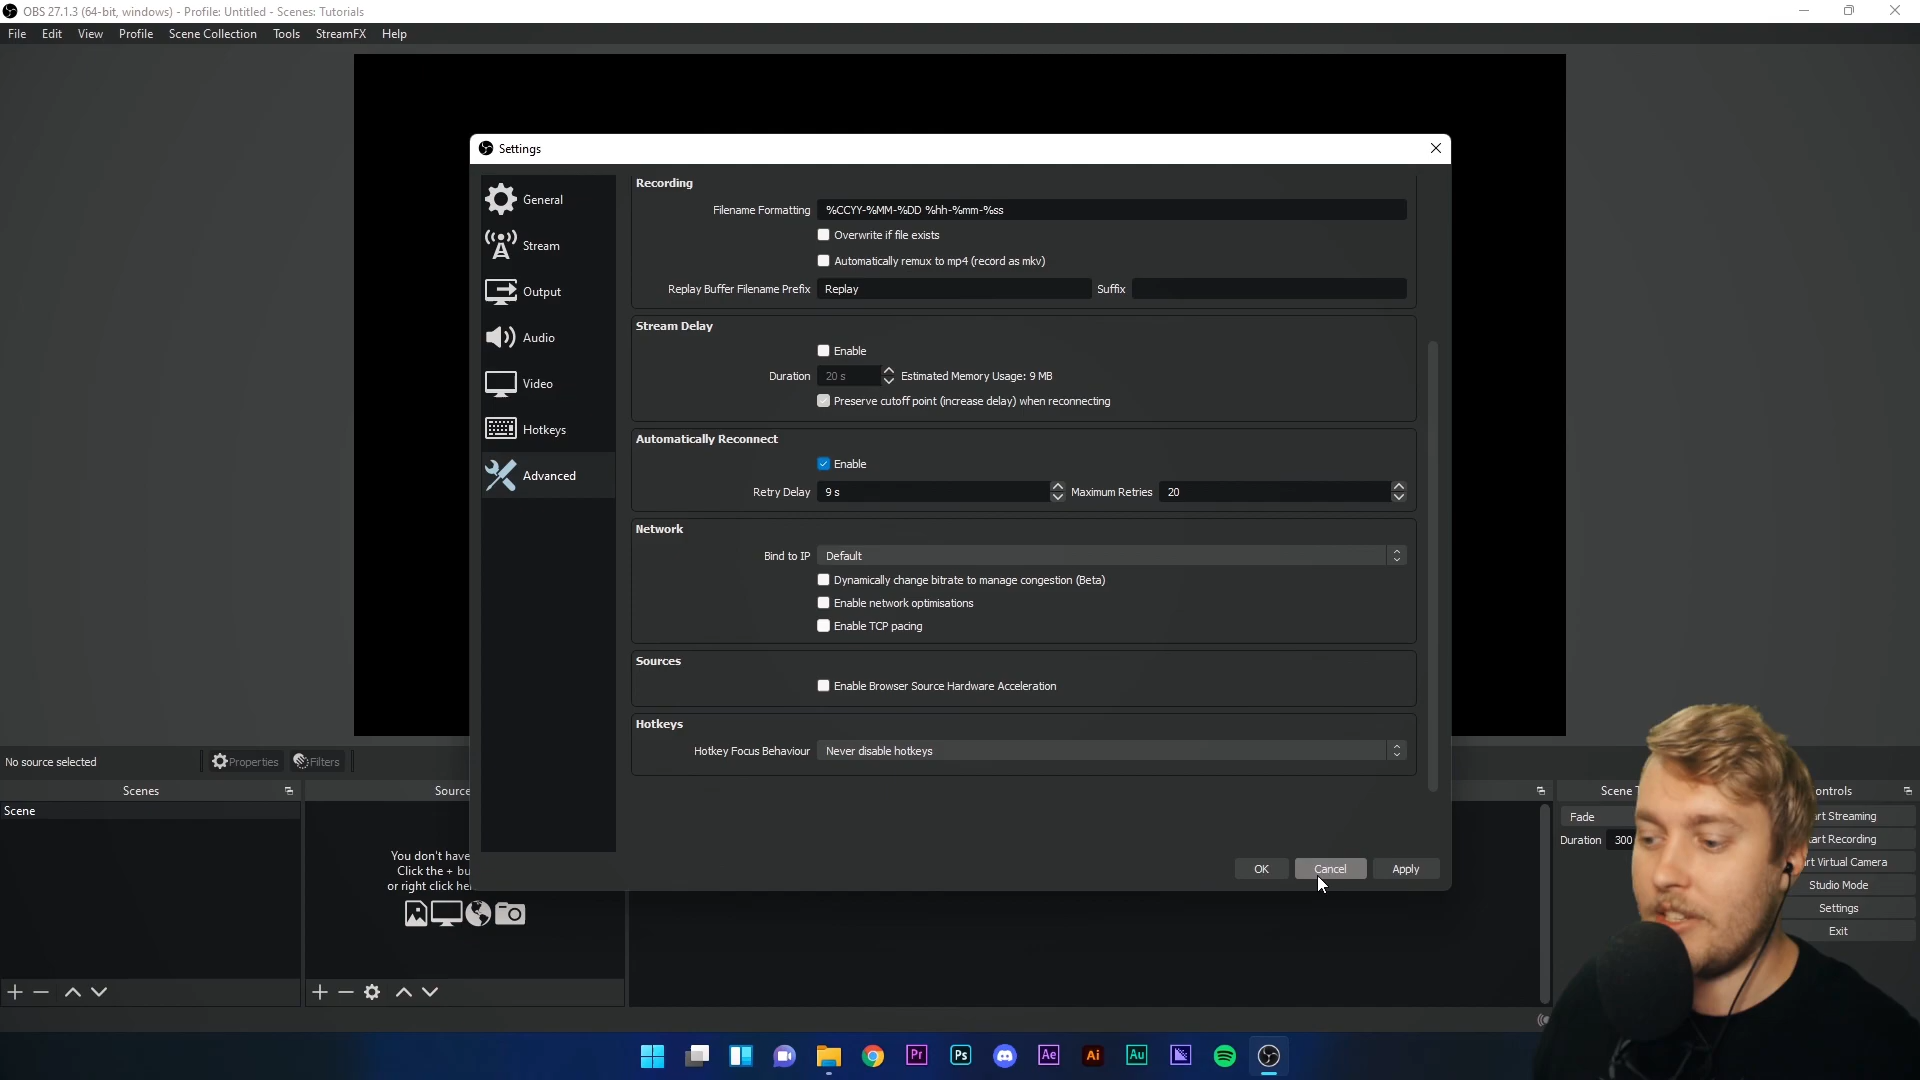 OBS 27.1.3 (64-bit, windows) - Profile: Untitled - Scenes: Tutorials
File Edit View Profile Scene Collection Tools StreamFX Help
Settings
General
Stream
Output
Audio
Video
Hotkeys
Advanced
Recording
Filename Formatting %CCYY-%MM-%DD %hh-%mm-%ss
Overwrite if file exists
Automatically remux to mp4 (record as mkv)
Replay Buffer Filename Prefix Replay Suffix
Stream Delay
Enable
Duration 20 s Estimated Memory Usage: 9 MB
Preserve cutoff point (increase delay) when reconnecting
Automatically Reconnect
Enable
Retry Delay 9 s Maximum Retries 20
Network
Bind to IP Default
Dynamically change bitrate to manage congestion (Beta)
Enable network optimisations
Enable TCP pacing
Sources
Enable Browser Source Hardware Acceleration
Hotkeys
Hotkey Focus Behaviour Never disable hotkeys
OK Cancel Apply
No source selected Properties Filters
Scenes
Scene
Source
You don't have
Click the + bu
or right click he
Scene T
Fade
Duration 300
ontrols
rt Streaming
art Recording
rt Virtual Camera
Studio Mode
Settings
Exit
Pr Ps Ae Ai Au